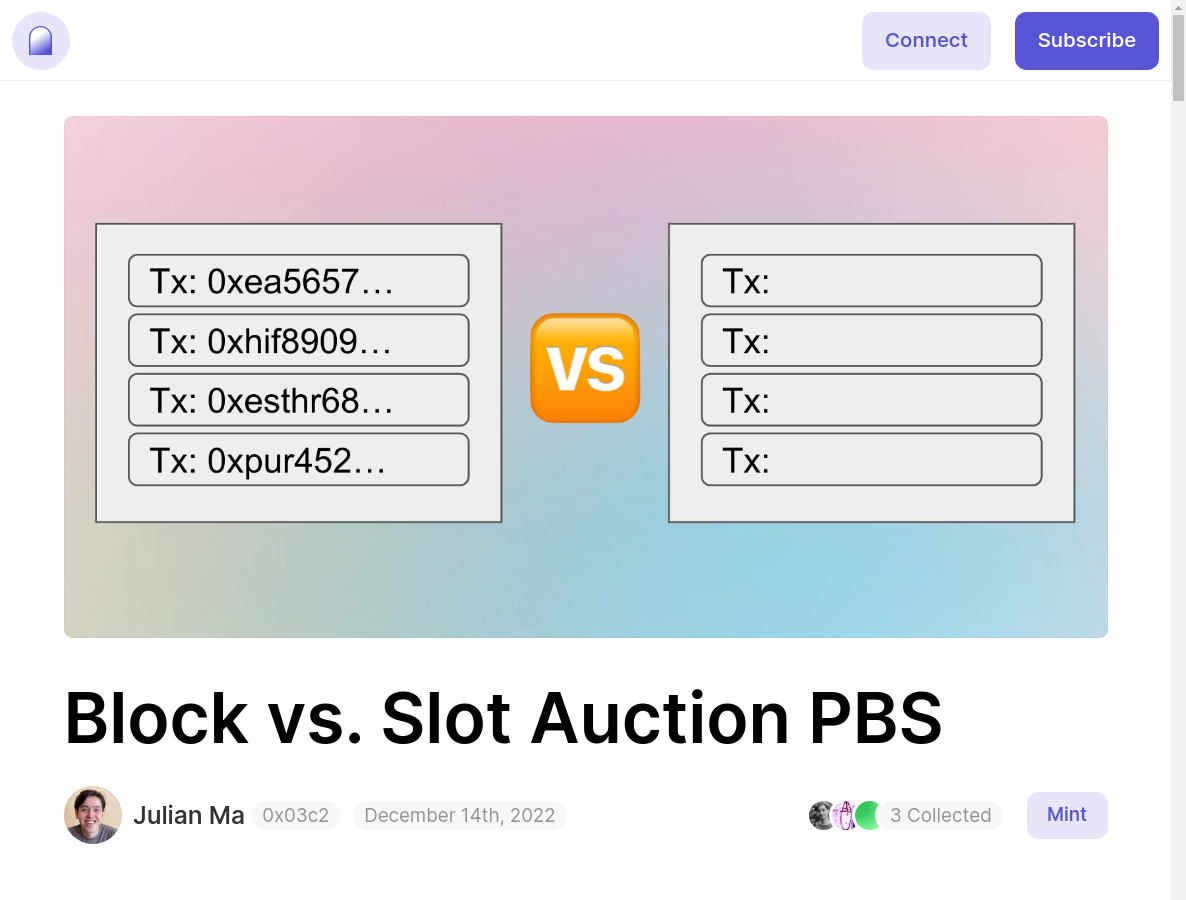 Connect
Subscribe
Tx: 0xea5657...
Tx: 0xhif8909...
Tx: 0xesthr68...
Tx: 0xpur452...
VS
Tx:
Tx:
Tx:
Tx:
Block vs. Slot Auction PBS
Julian Ma 0x03c2 December 14th, 2022 3 Collected Mint